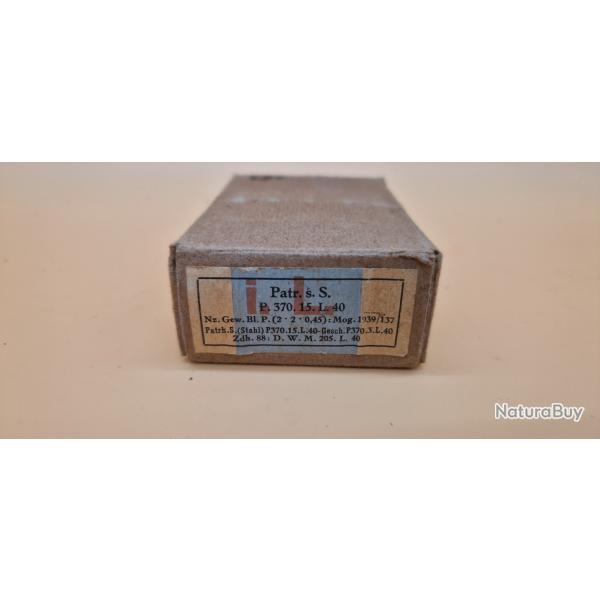 Patr. s. S.
P. 370. 15. L. 40
Nz. Gew. Bl. P. (2 · 2 · 0,45): Mog. 1939/137
Patrh. S. (Stahl) P370.15.L.40-Gesch. P370.3.L.40
Zdh. 88: D. W. M. 205. L. 40
i. L.
NaturaBuy